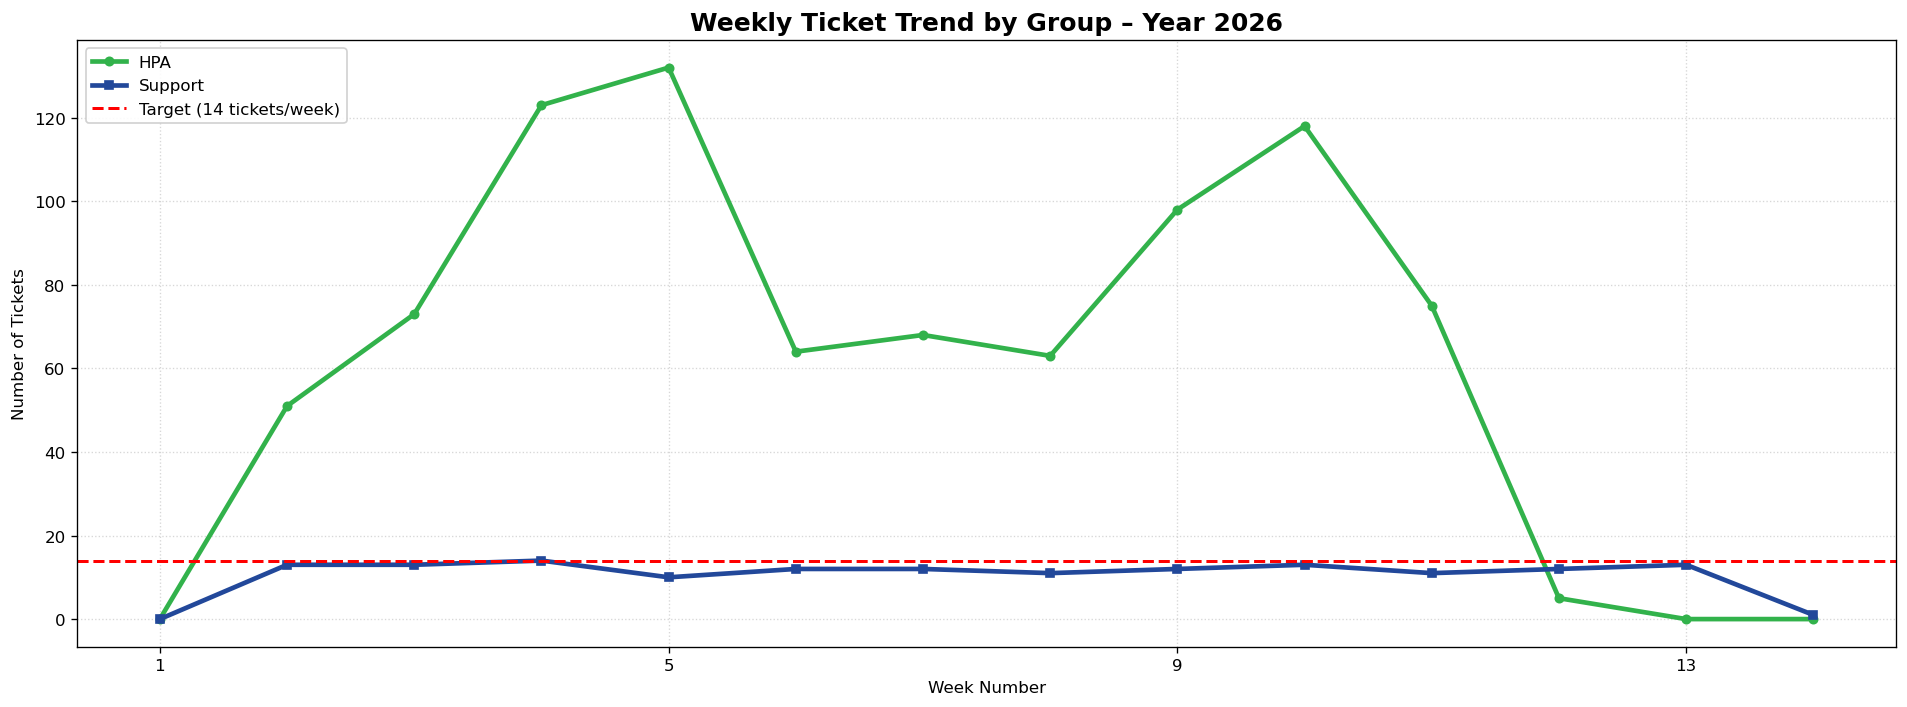 Weekly Ticket Trend by Group – Year 2026
HPA
Support
Target (14 tickets/week)
Number of Tickets
120
100
80
60
40
20
0
1
5
9
13
Week Number